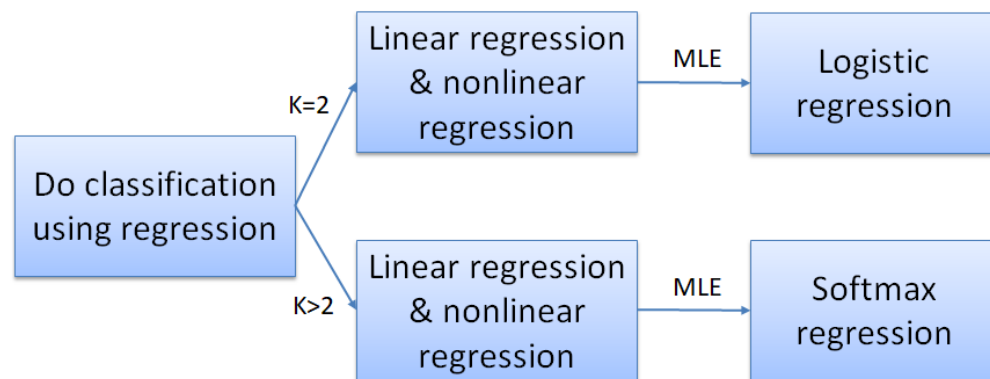 Do classification
using regression
K=2
Linear regression
& nonlinear
regression
MLE
Logistic
regression
K>2
Linear regression
& nonlinear
regression
MLE
Softmax
regression